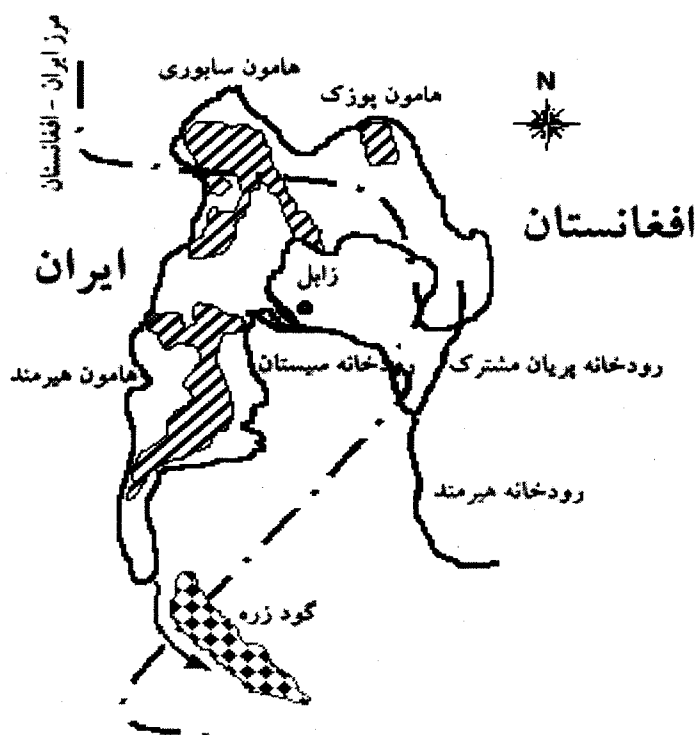 مرز ایران - افغانستان
هامون سابوری
هامون پوزک
N
افغانستان
ایران
زابل
هامون هیرمند
رودخانه سیستان
رودخانه پریان مشترک
رودخانه هیرمند
گود زره